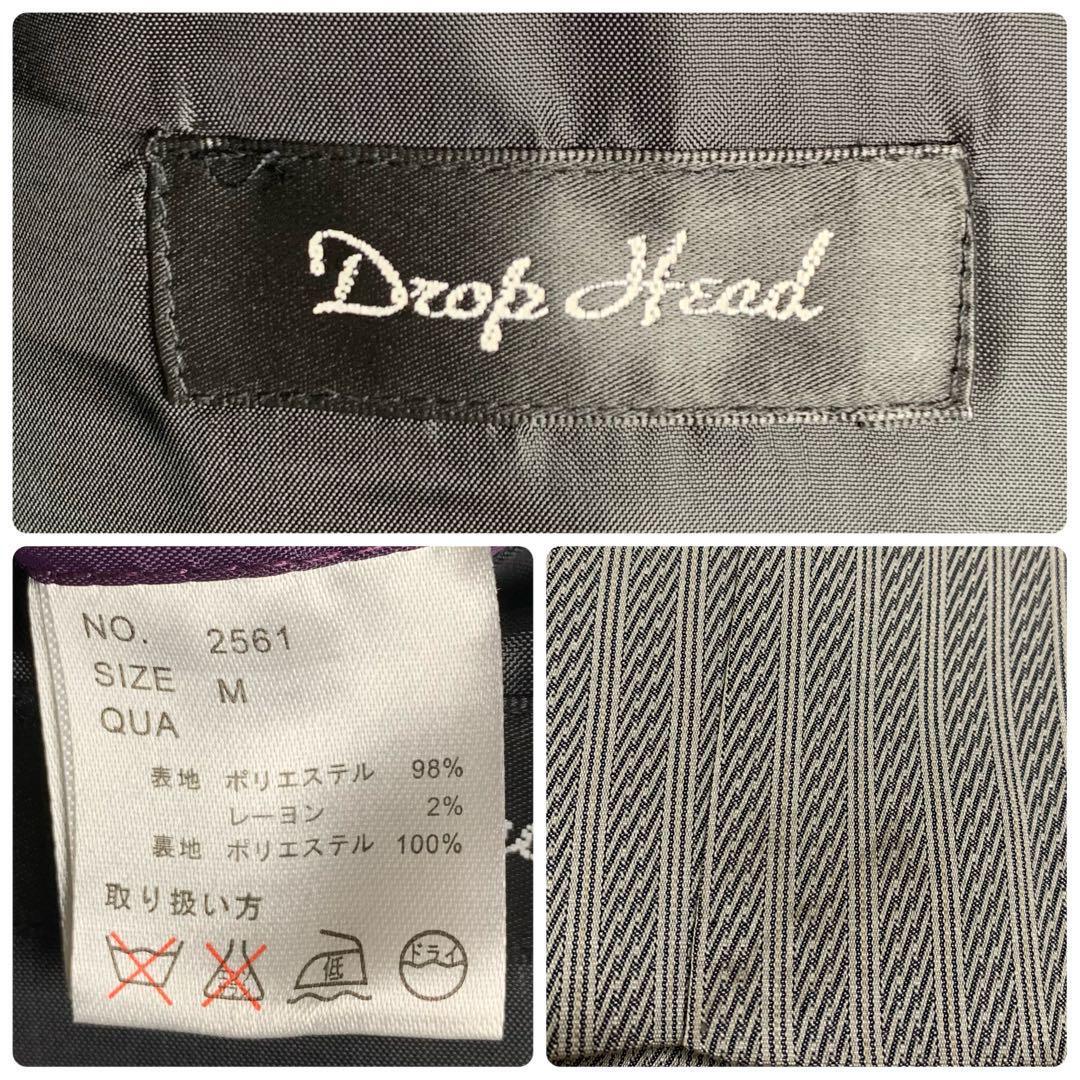 Drop Head
NO. 2561
SIZE M
QUA
表地 ポリエステル 98%
レーヨン 2%
裏地 ポリエステル 100%
取り扱い方
低 ドライ